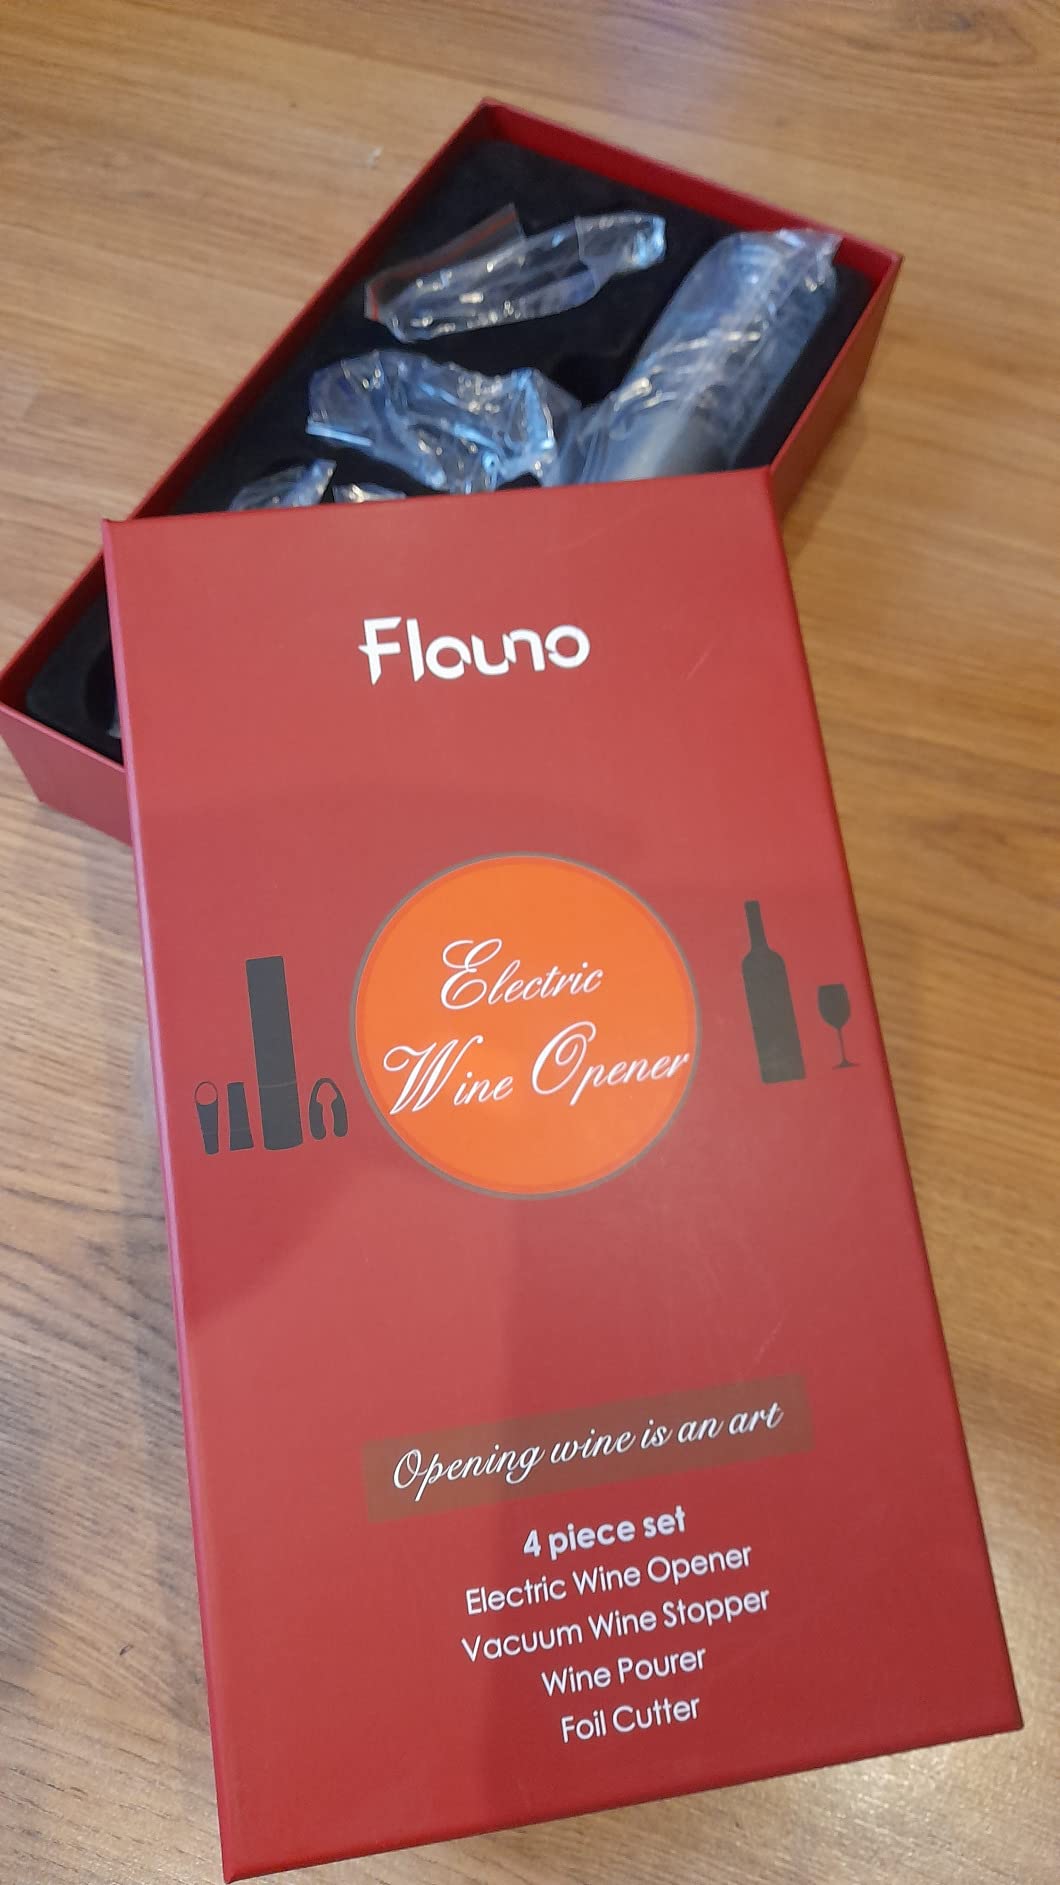 Flouno
Electric
Wine Opener
Opening wine is an art
4 piece set
Electric Wine Opener
Vacuum Wine Stopper
Wine Pourer
Foil Cutter